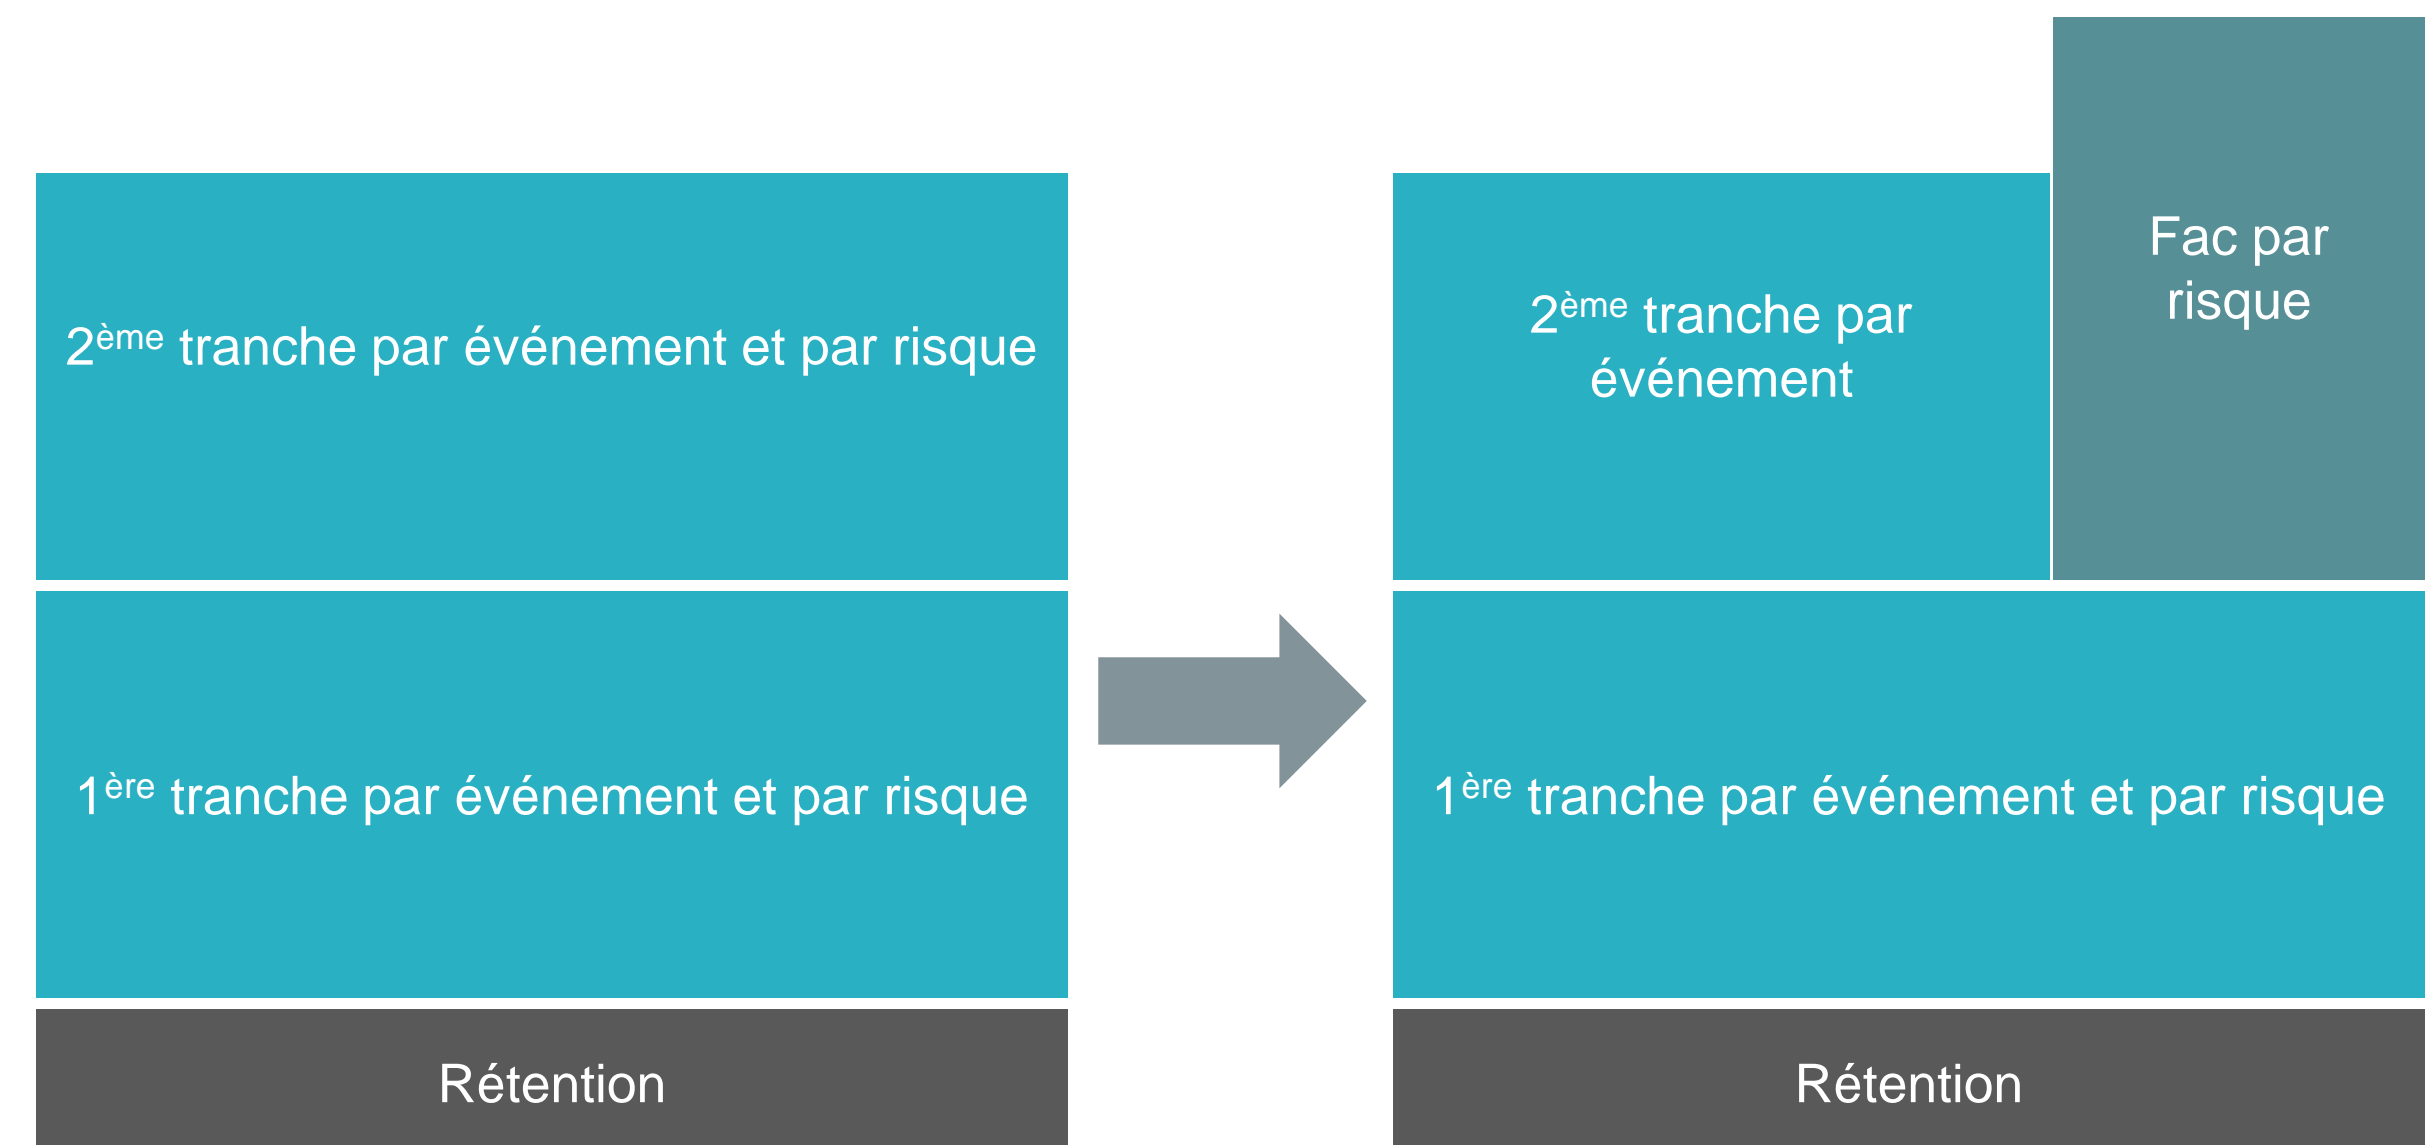 2ème tranche par événement et par risque
1ère tranche par événement et par risque
Rétention
Fac par
risque
2ème tranche par
événement
1ère tranche par événement et par risque
Rétention